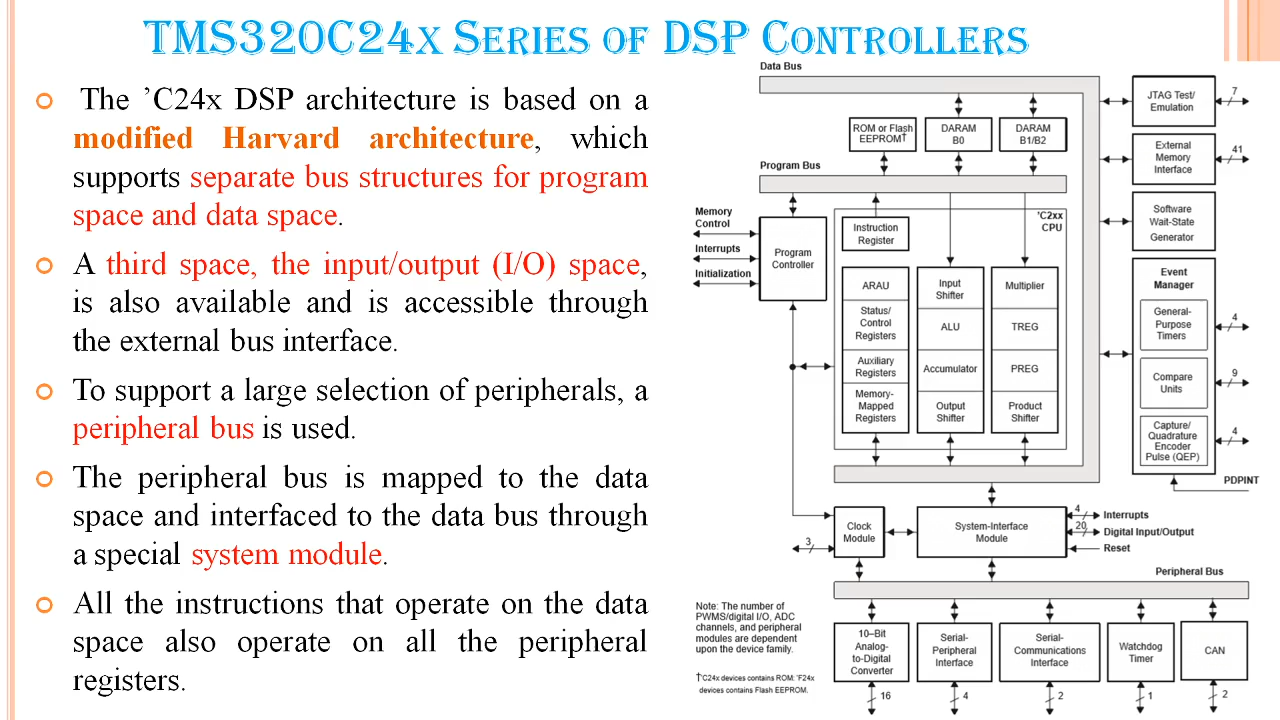 TMS320C24x Series of DSP Controllers
The ’C24x DSP architecture is based on a
modified Harvard architecture, which
supports separate bus structures for program
space and data space.
A third space, the input/output (I/O) space,
is also available and is accessible through
the external bus interface.
To support a large selection of peripherals, a
peripheral bus is used.
The peripheral bus is mapped to the data
space and interfaced to the data bus through
a special system module.
All the instructions that operate on the data
space also operate on all the peripheral
registers.
Data Bus
ROM or Flash
EEPROM†
DARAM
B0
DARAM
B1/B2
Program Bus
Memory
Control
Interrupts
Initialization
Program
Controller
Instruction
Register
'C2xx
CPU
ARAU
Status/
Control
Registers
Auxiliary
Registers
Memory-
Mapped
Registers
Input
Shifter
ALU
Accumulator
Output
Shifter
Multiplier
TREG
PREG
Product
Shifter
JTAG Test/
Emulation
7
External
Memory
Interface
41
Software
Wait-State
Generator
Event
Manager
General-
Purpose
Timers
4
Compare
Units
9
Capture/
Quadrature
Encoder
Pulse (QEP)
4
PDPINT
Clock
Module
3
System-Interface
Module
4
Interrupts
20
Digital Input/Output
Reset
Peripheral Bus
10–Bit
Analog-
to-Digital
Converter
16
Serial-
Peripheral
Interface
4
Serial-
Communications
Interface
2
Watchdog
Timer
1
CAN
2
Note: The number of
PWMS/digital I/O, ADC
channels, and peripheral
modules are dependent
upon the device family.
†'C24x devices contains ROM: 'F24x
devices contains Flash EEPROM.